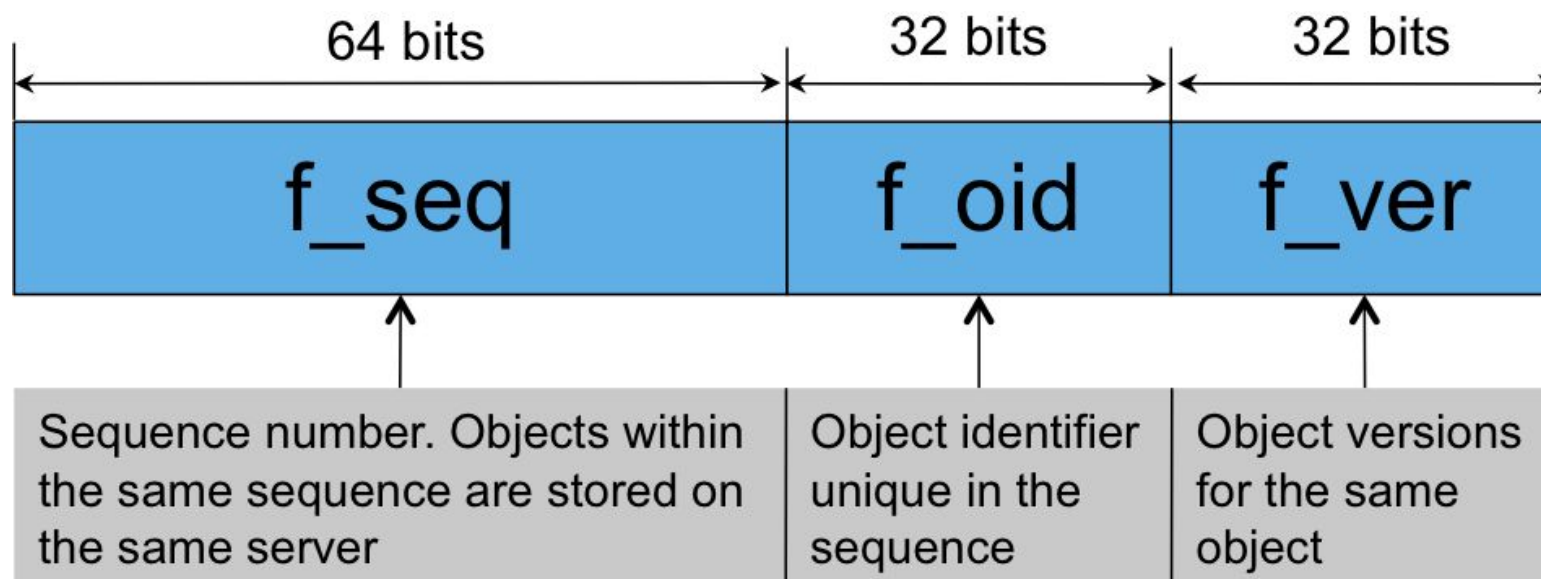 64 bits
32 bits
32 bits
f_seq
f_oid
f_ver
Sequence number. Objects within
the same sequence are stored on
the same server
Object identifier
unique in the
sequence
Object versions
for the same
object